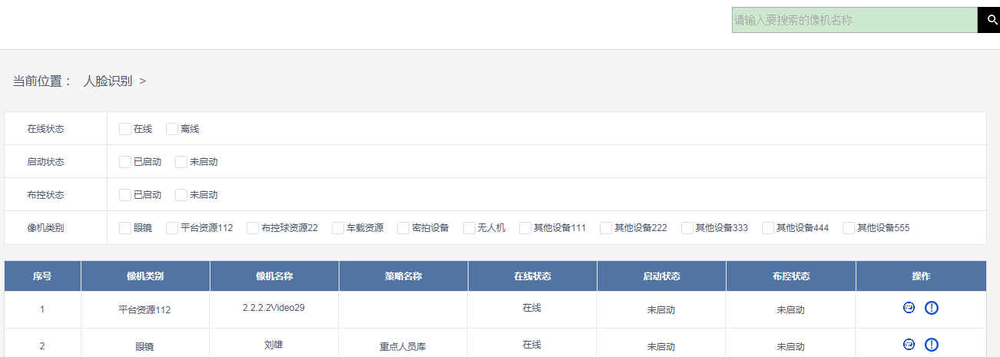 请输入要搜索的像机名称
当前位置： 人脸识别 >
在线状态 在线 离线
启动状态 已启动 未启动
布控状态 已启动 未启动
像机类别 眼镜 平台资源112 布控球资源22 车载资源 密拍设备 无人机 其他设备111 其他设备222 其他设备333 其他设备444 其他设备555
序号 像机类别 像机名称 策略名称 在线状态 启动状态 布控状态 操作
1 平台资源112 2.2.2.2Video29 在线 未启动 未启动
2 眼镜 刘雄 重点人员库 在线 未启动 未启动